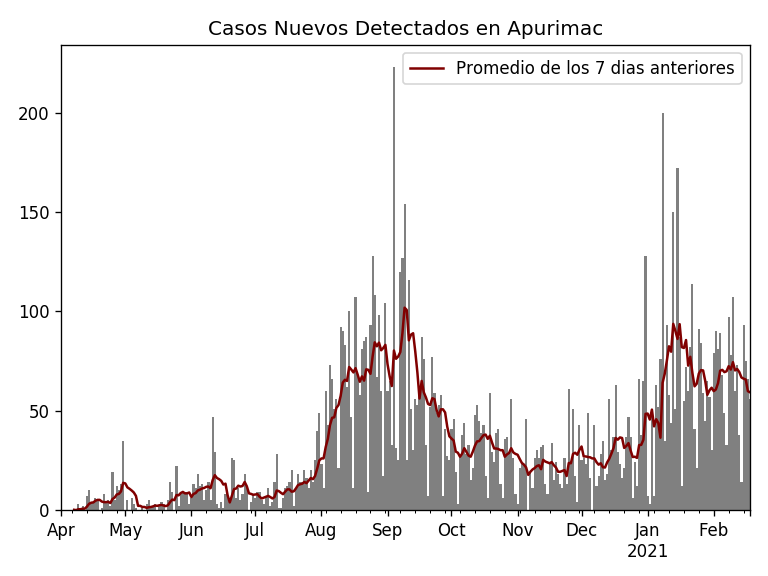 Casos Nuevos Detectados en Apurimac
Promedio de los 7 dias anteriores
200
150
100
50
0
Apr May Jun Jul Aug Sep Oct Nov Dec Jan Feb
2021